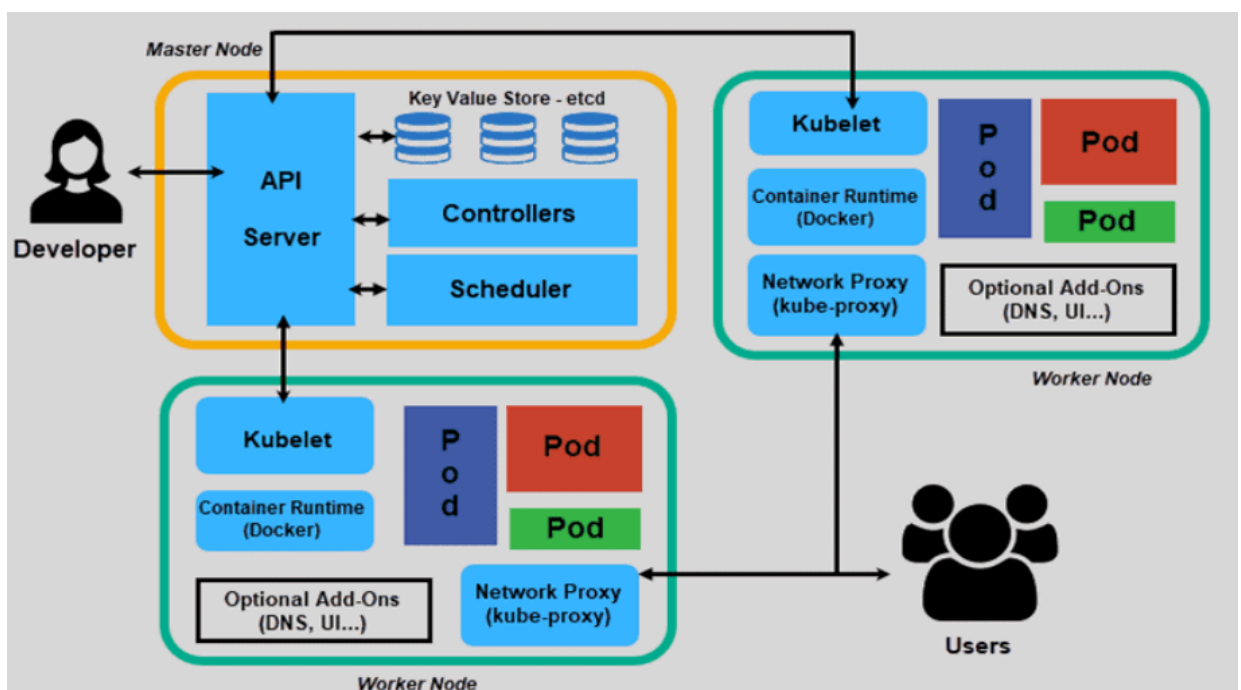 Master Node
Key Value Store - etcd
API
Server
Controllers
Scheduler
Developer
Kubelet
Container Runtime
(Docker)
Network Proxy
(kube-proxy)
Pod
Pod
Pod
Optional Add-Ons
(DNS, UI...)
Worker Node
Kubelet
Container Runtime
(Docker)
Pod
Pod
Pod
Optional Add-Ons
(DNS, UI...)
Network Proxy
(kube-proxy)
Worker Node
Users